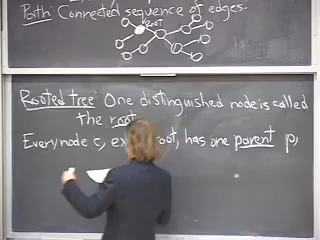 Path: Connected sequence of edges.
root
Rooted tree: One distinguished node is called
the root
Every node c, ex root, has one parent p,